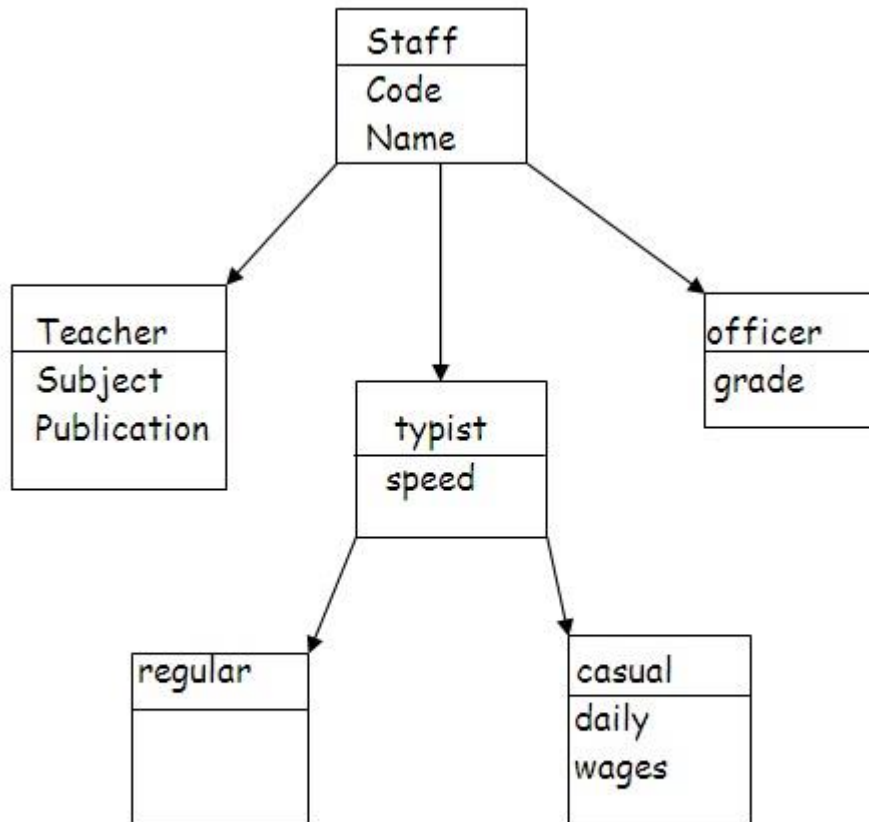 Staff
Code
Name
Teacher
Subject
Publication
officer
grade
typist
speed
regular
casual
daily
wages